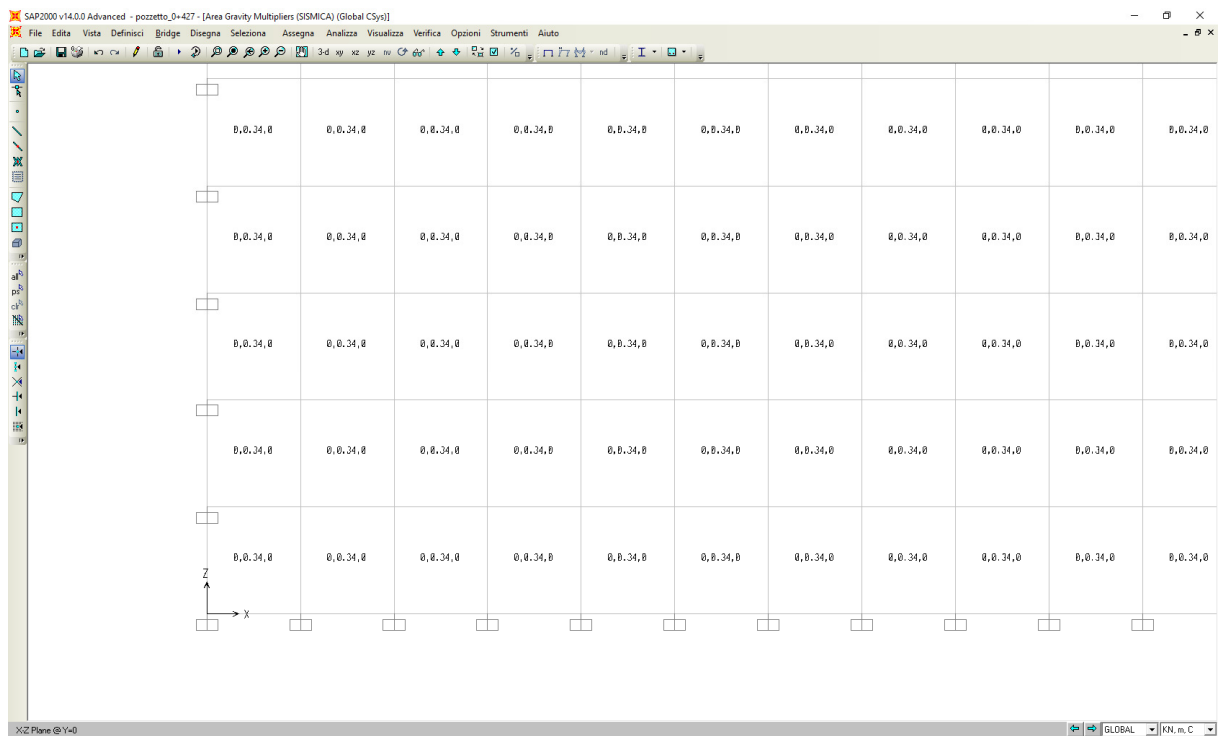 SAP2000 v14.0.0 Advanced - pozzetto_0+427 - [Area Gravity Multipliers (SISMICA) (Global CSys)]
File Edita Vista Definisci Bridge Disegna Seleziona Assegna Analizza Visualizza Verifica Opzioni Strumenti Aiuto
3-d xy xz yz nv nd
0,0.34,0 0,0.34,0 0,0.34,0 0,0.34,0 0,0.34,0 0,0.34,0 0,0.34,0 0,0.34,0 0,0.34,0 0,0.34,0 0,0.34,0
0,0.34,0 0,0.34,0 0,0.34,0 0,0.34,0 0,0.34,0 0,0.34,0 0,0.34,0 0,0.34,0 0,0.34,0 0,0.34,0 0,0.34,0
all
ps
clr
0,0.34,0 0,0.34,0 0,0.34,0 0,0.34,0 0,0.34,0 0,0.34,0 0,0.34,0 0,0.34,0 0,0.34,0 0,0.34,0 0,0.34,0
0,0.34,0 0,0.34,0 0,0.34,0 0,0.34,0 0,0.34,0 0,0.34,0 0,0.34,0 0,0.34,0 0,0.34,0 0,0.34,0 0,0.34,0
0,0.34,0 0,0.34,0 0,0.34,0 0,0.34,0 0,0.34,0 0,0.34,0 0,0.34,0 0,0.34,0 0,0.34,0 0,0.34,0 0,0.34,0
Z
X
X-Z Plane @ Y=0 GLOBAL KN, m, C